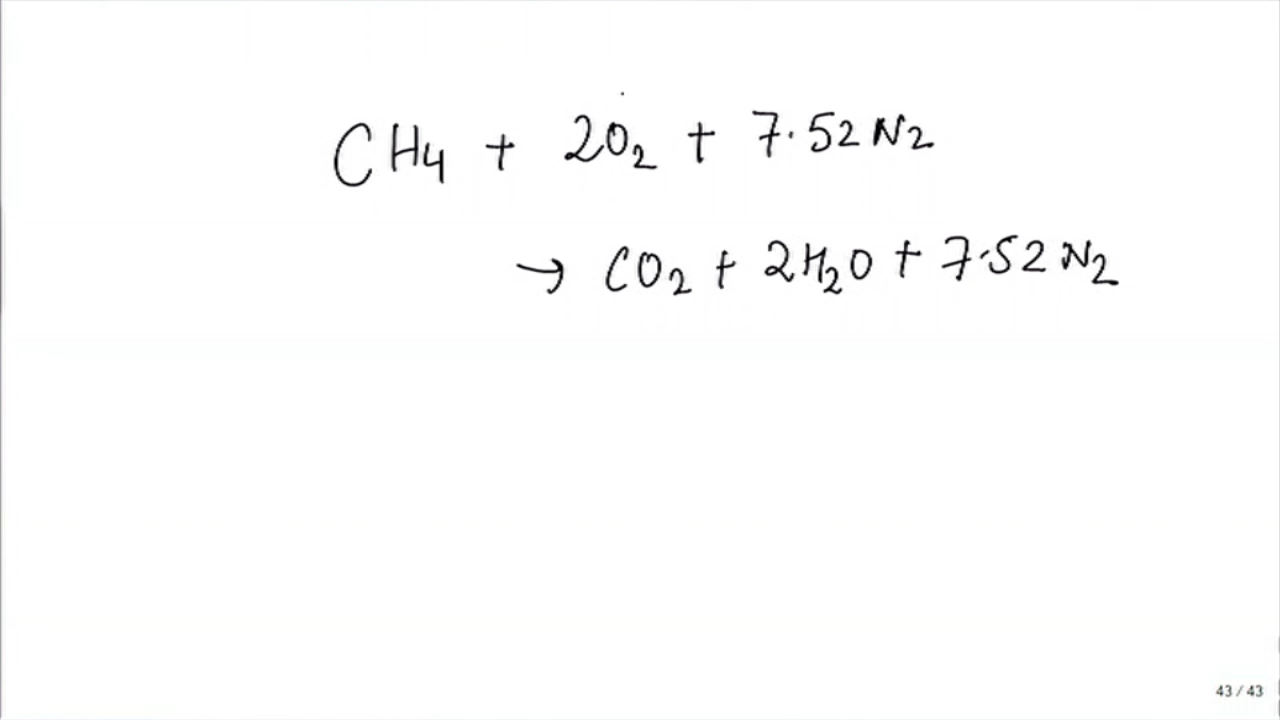 CH₄ + 2O₂ + 7.52N₂
→ CO₂ + 2H₂O + 7.52N₂
43 / 43